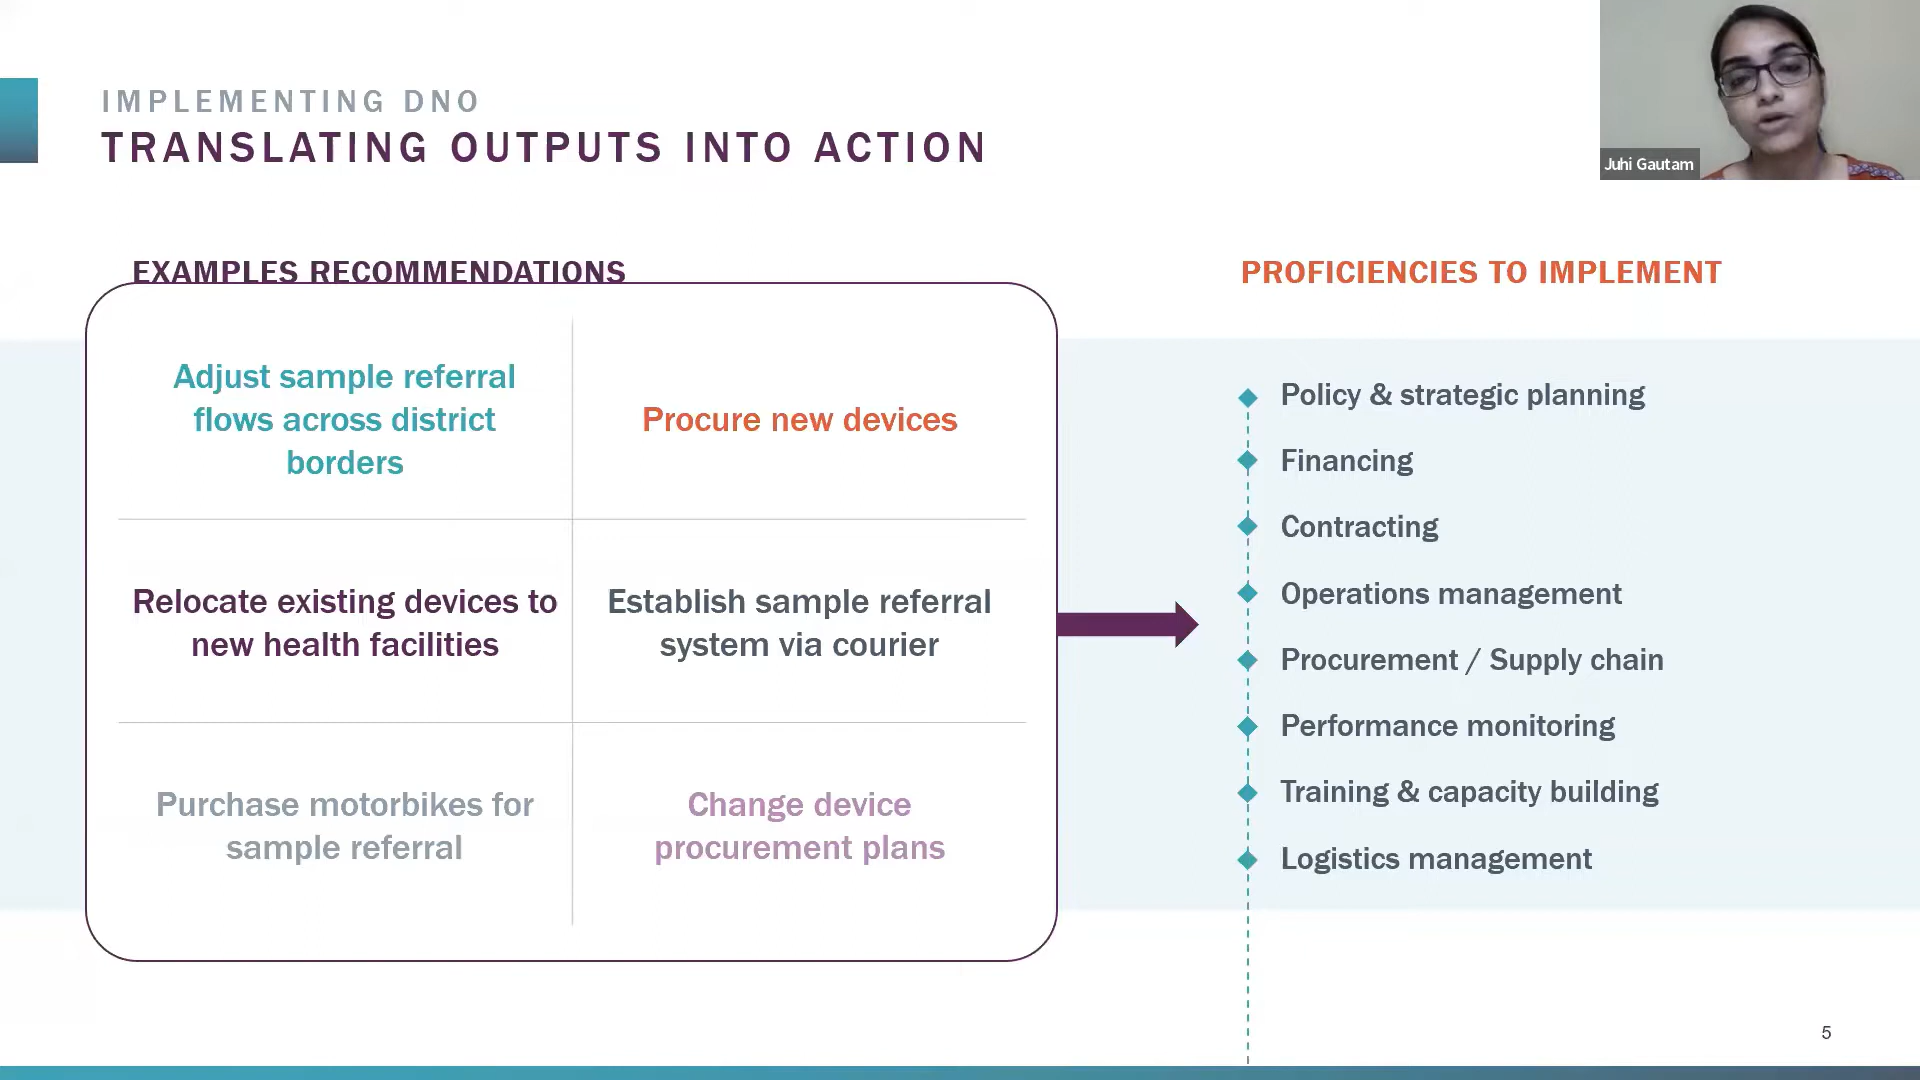 IMPLEMENTING DNO
TRANSLATING OUTPUTS INTO ACTION
Juhi Gautam
EXAMPLES RECOMMENDATIONS
Adjust sample referral
flows across district
borders
Procure new devices
Relocate existing devices to
new health facilities
Establish sample referral
system via courier
Purchase motorbikes for
sample referral
Change device
procurement plans
PROFICIENCIES TO IMPLEMENT
Policy & strategic planning
Financing
Contracting
Operations management
Procurement / Supply chain
Performance monitoring
Training & capacity building
Logistics management
5